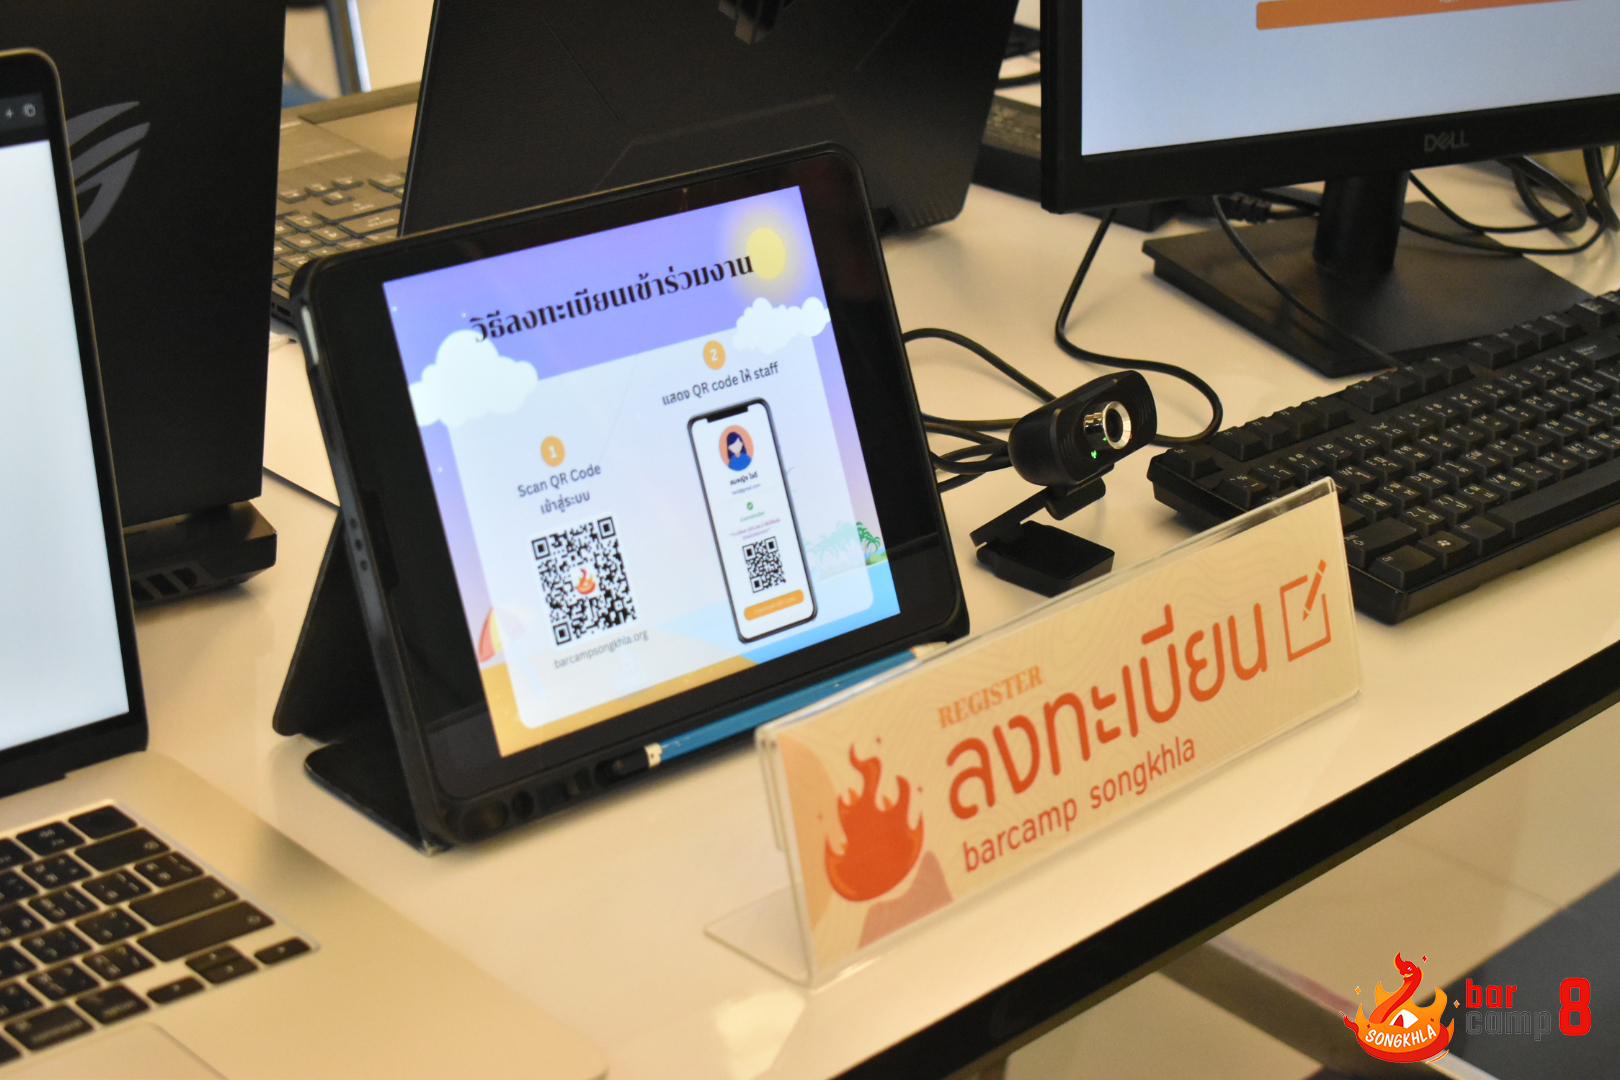 DELL
วิธีลงทะเบียนเข้าร่วมงาน
1
Scan QR Code
เข้าสู่ระบบ
barcampsongkhla.org
2
แสดง QR code ให้ staff
REGISTER
ลงทะเบียน
barcamp songkhla
SONGKHLA
bar
camp 8